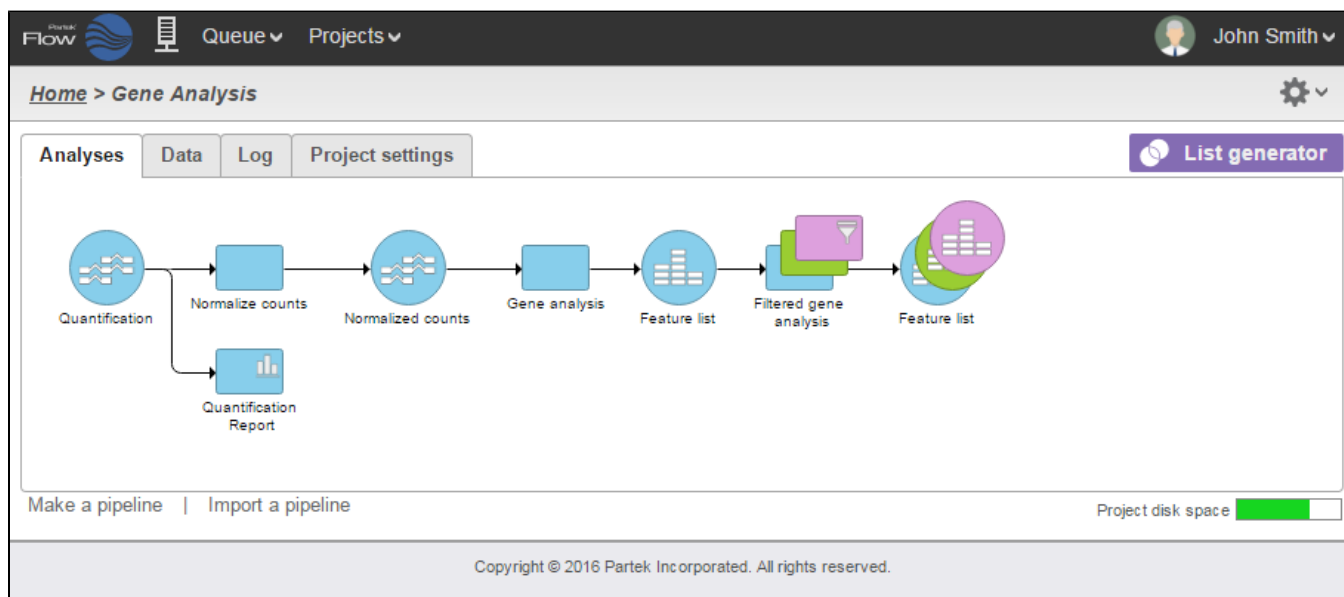 Partek
Flow
Queue Projects John Smith
Home > Gene Analysis
Analyses Data Log Project settings List generator
Quantification Normalize counts Normalized counts Gene analysis Feature list Filtered gene Feature list
analysis
Quantification
Report
Make a pipeline | Import a pipeline Project disk space
Copyright © 2016 Partek Incorporated. All rights reserved.